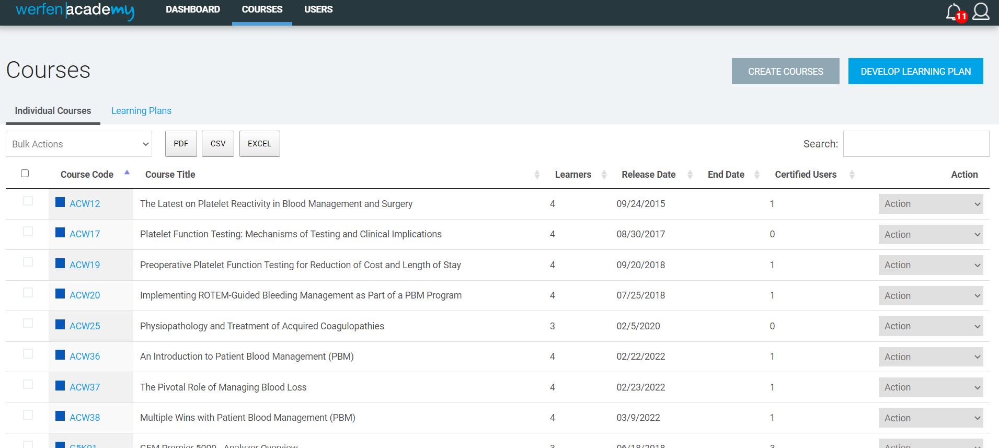 werfen academy DASHBOARD COURSES USERS 11
Courses CREATE COURSES DEVELOP LEARNING PLAN
Individual Courses Learning Plans
Bulk Actions PDF CSV EXCEL Search:
Course Code Course Title Learners Release Date End Date Certified Users Action
ACW12 The Latest on Platelet Reactivity in Blood Management and Surgery 4 09/24/2015 1 Action
ACW17 Platelet Function Testing: Mechanisms of Testing and Clinical Implications 4 08/30/2017 0 Action
ACW19 Preoperative Platelet Function Testing for Reduction of Cost and Length of Stay 4 09/20/2018 1 Action
ACW20 Implementing ROTEM-Guided Bleeding Management as Part of a PBM Program 4 07/25/2018 1 Action
ACW25 Physiopathology and Treatment of Acquired Coagulopathies 3 02/5/2020 0 Action
ACW36 An Introduction to Patient Blood Management (PBM) 4 02/22/2022 1 Action
ACW37 The Pivotal Role of Managing Blood Loss 4 02/23/2022 1 Action
ACW38 Multiple Wins with Patient Blood Management (PBM) 4 03/9/2022 1 Action
GEM Premier 5000 - Analyzer Overview 06/18/2018 Action